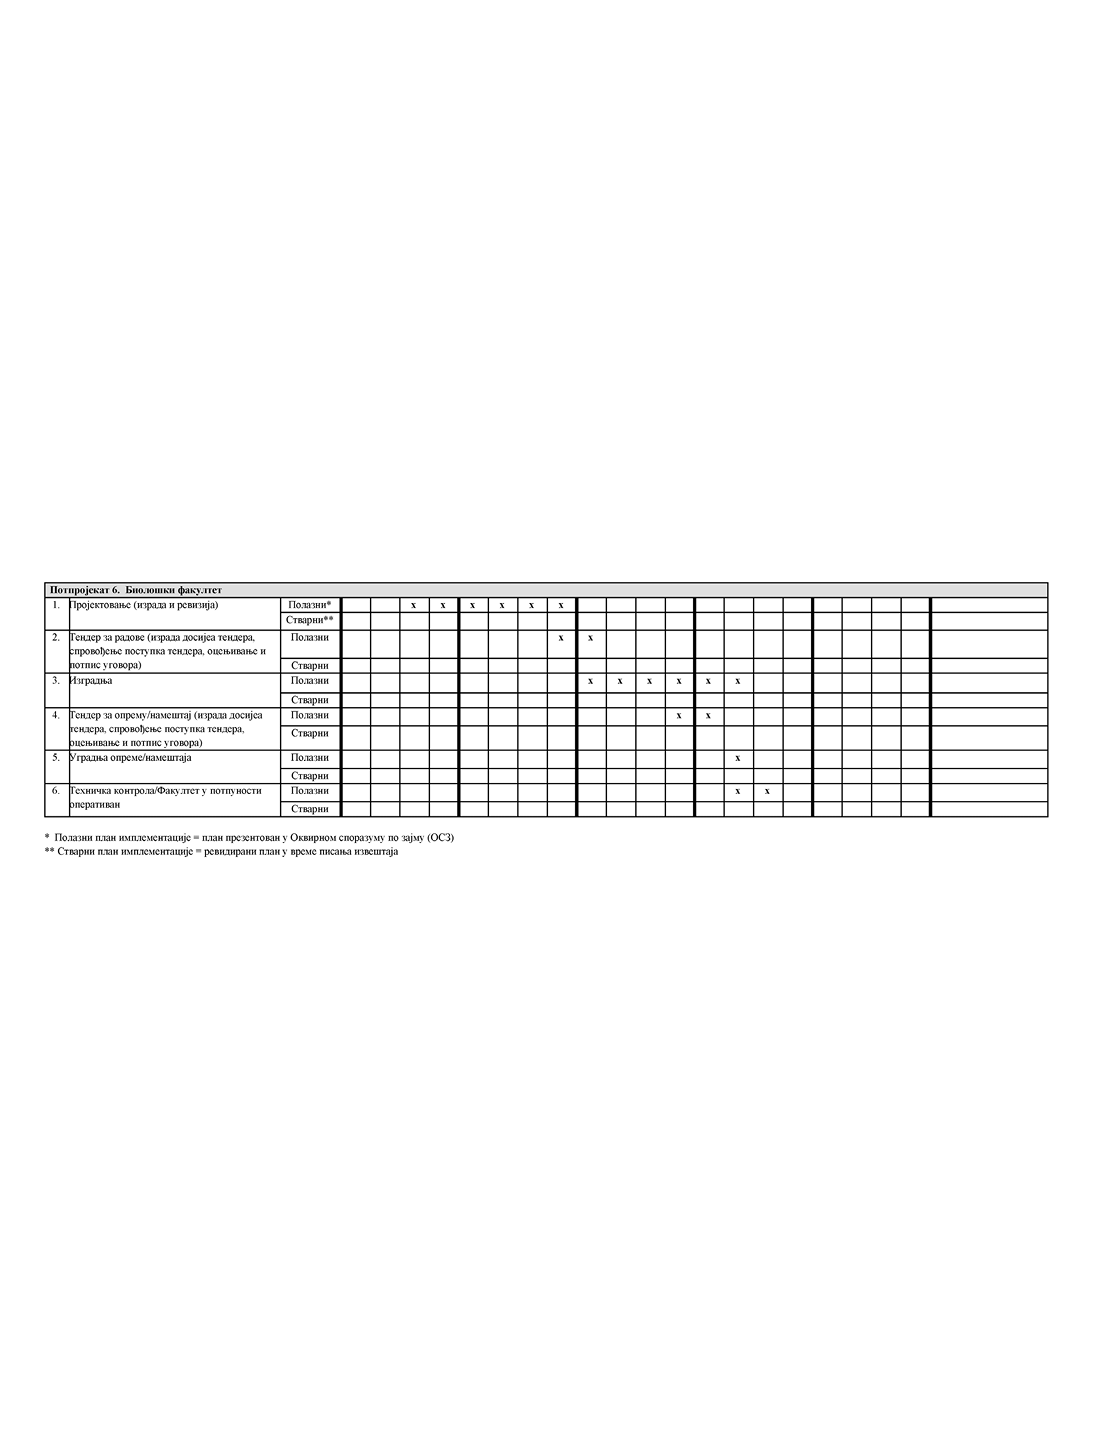 Потпројекат 6. Биолошки факултет
1. Пројектовање (израда и ревизија) Полазни* x x x x x x
Стварни**
2. Тендер за радове (израда досијеа тендера, Полазни x x
спровођење поступка тендера, оцењивање и
потпис уговора) Стварни
3. Изградња Полазни x x x x x x
Стварни
4. Тендер за опрему/намештај (израда досијеа Полазни x x
тендера, спровођење поступка тендера, Стварни
оцењивање и потпис уговора)
5. Уградња опреме/намештаја Полазни x
Стварни
6. Техничка контрола/Факултет у потпуности Полазни x x
оперативан Стварни
* Полазни план имплементације = план презентован у Оквирном споразуму по зајму (ОСЗ)
** Стварни план имплементације = ревидирани план у време писања извештаја